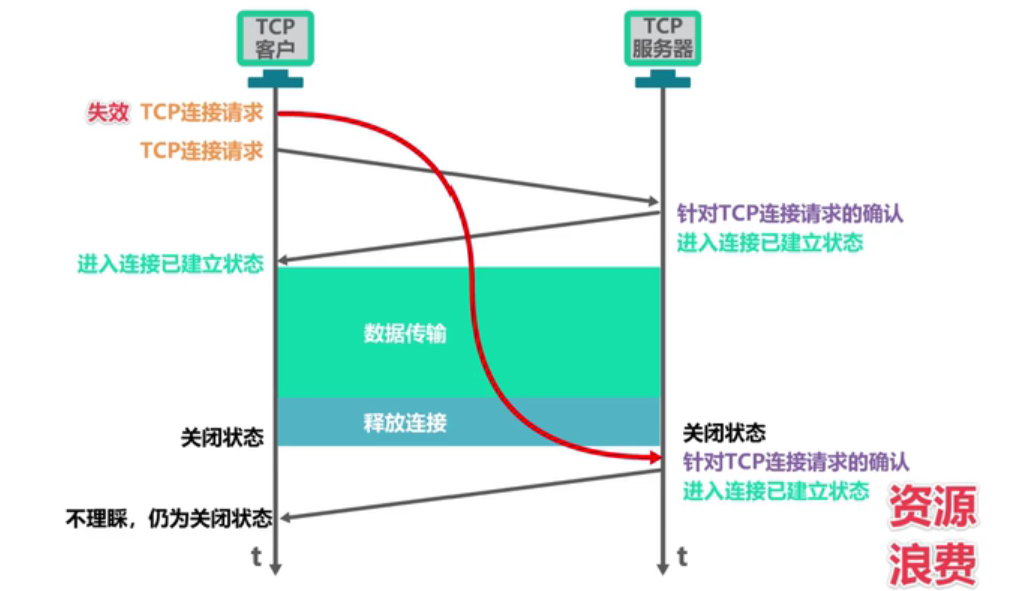 TCP
客户
TCP
服务器
失效 TCP连接请求
TCP连接请求
针对TCP连接请求的确认
进入连接已建立状态
进入连接已建立状态
数据传输
释放连接
关闭状态
关闭状态
针对TCP连接请求的确认
进入连接已建立状态
不理睬，仍为关闭状态
资源
浪费
t
t